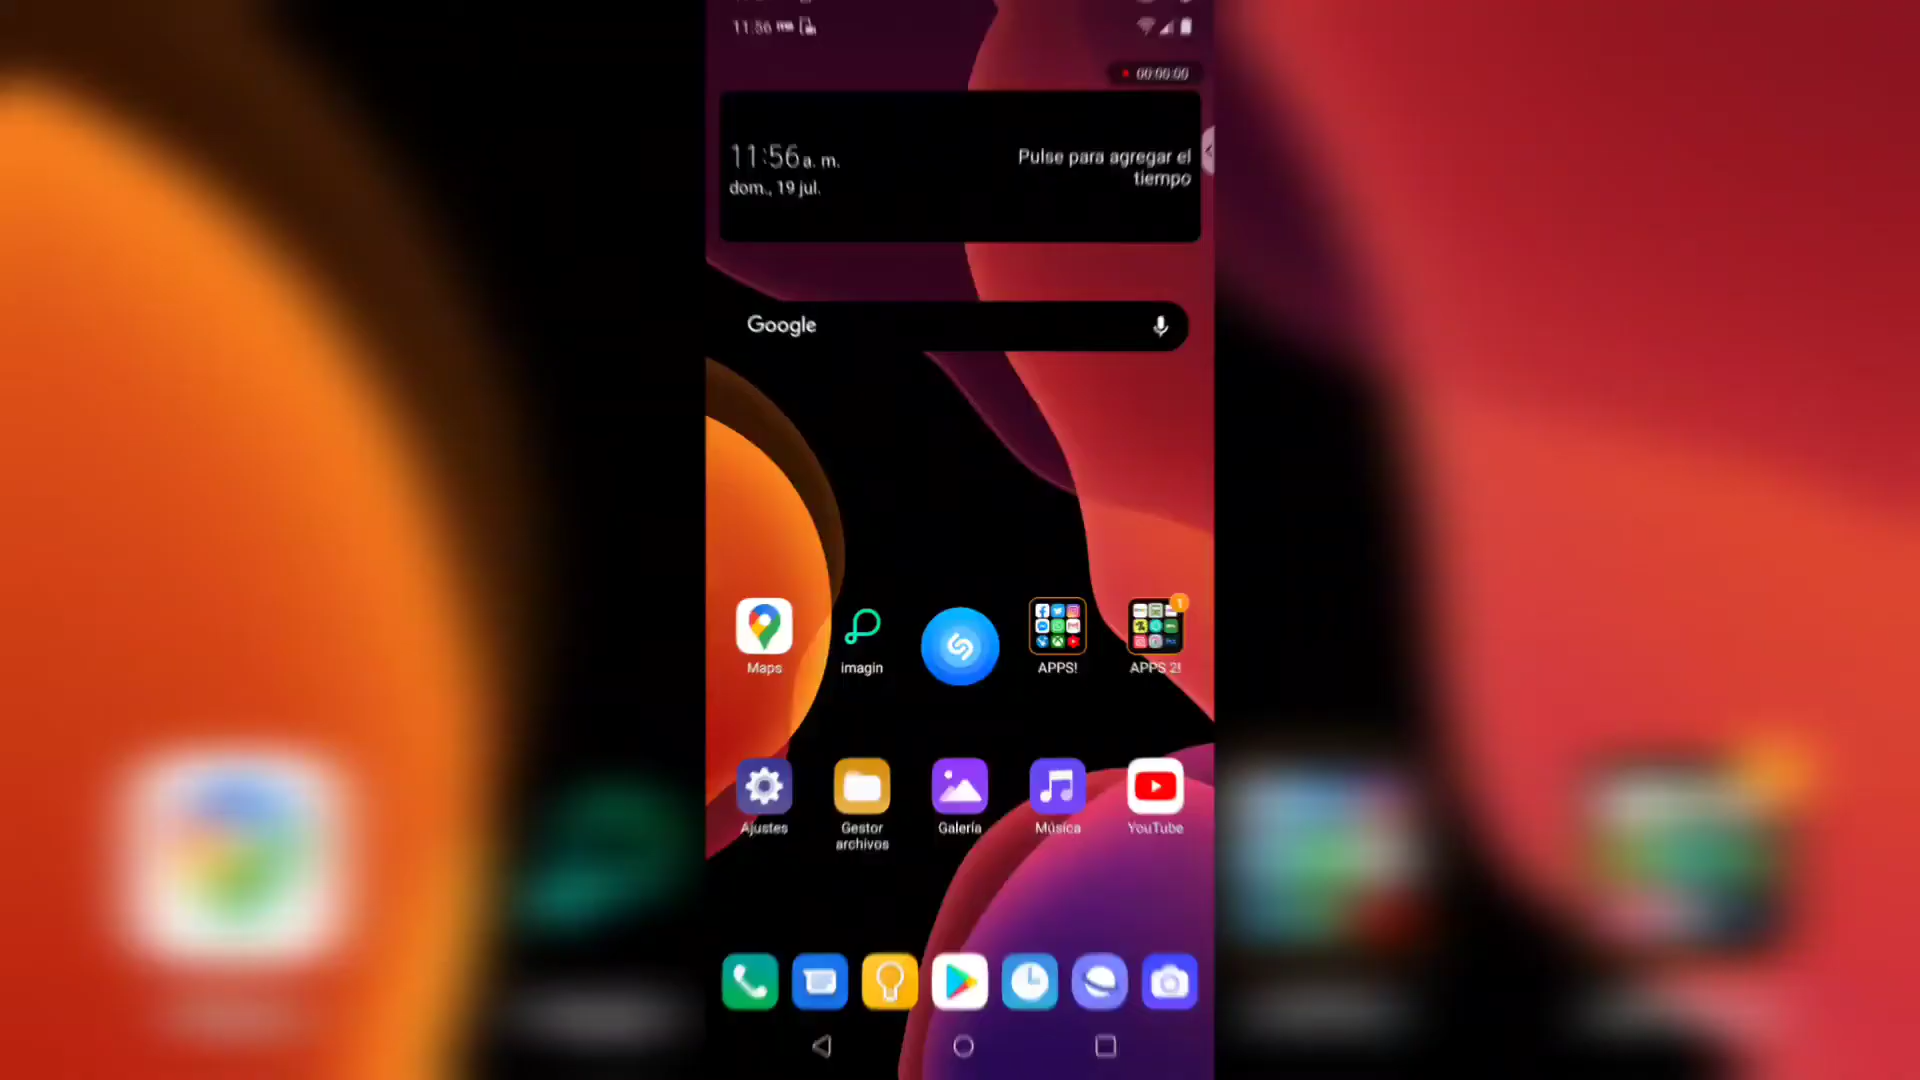 11:56
00:00:00
11:56 a. m.
dom., 19 jul.
Pulse para agregar el
tiempo
Google
Maps
imagin
APPS!
1
APPS 2!
Ajustes
Gestor
archivos
Galería
Música
YouTube